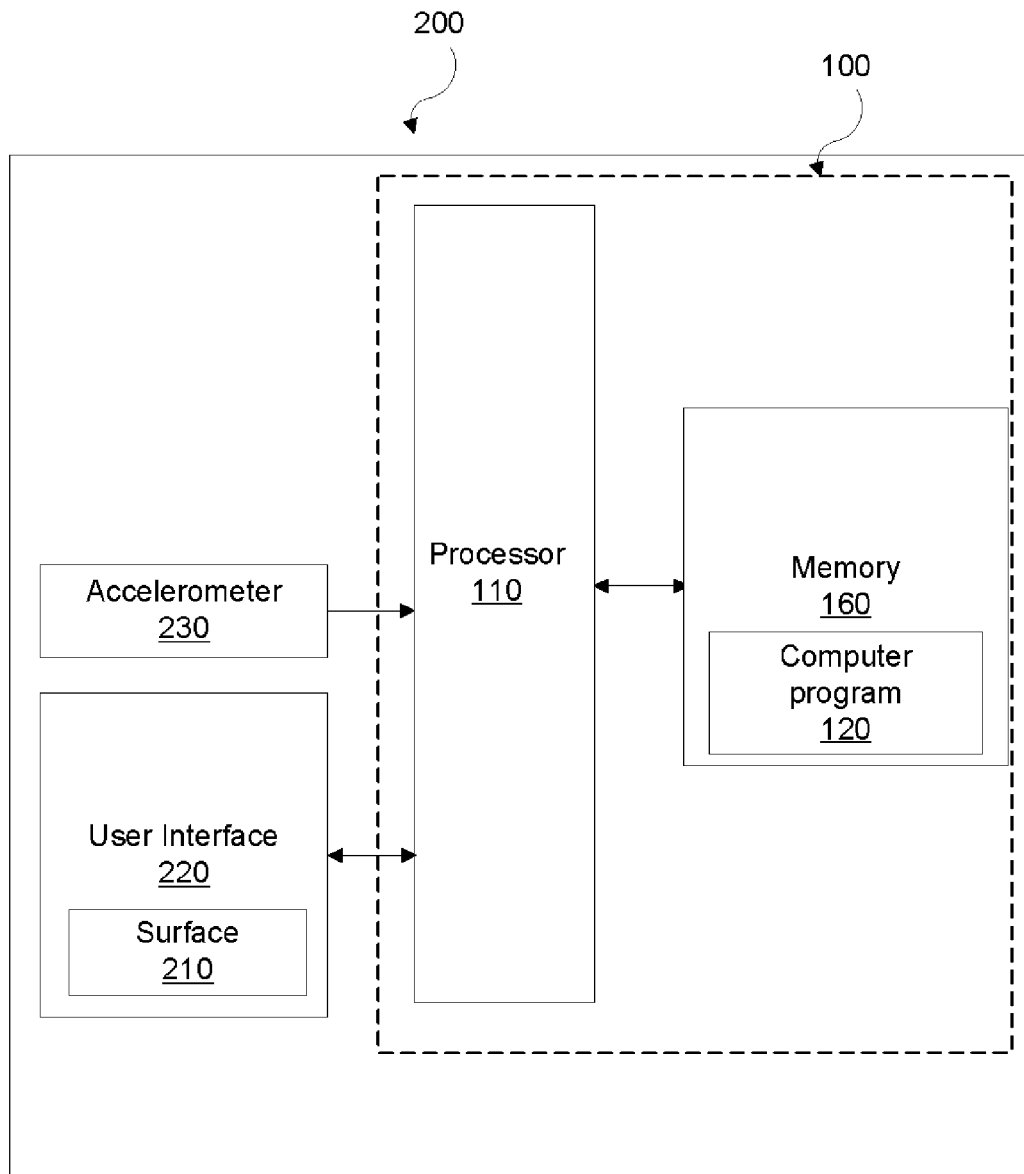 200
100
Processor
110
Accelerometer
230
Memory
160
Computer
program
120
User Interface
220
Surface
210